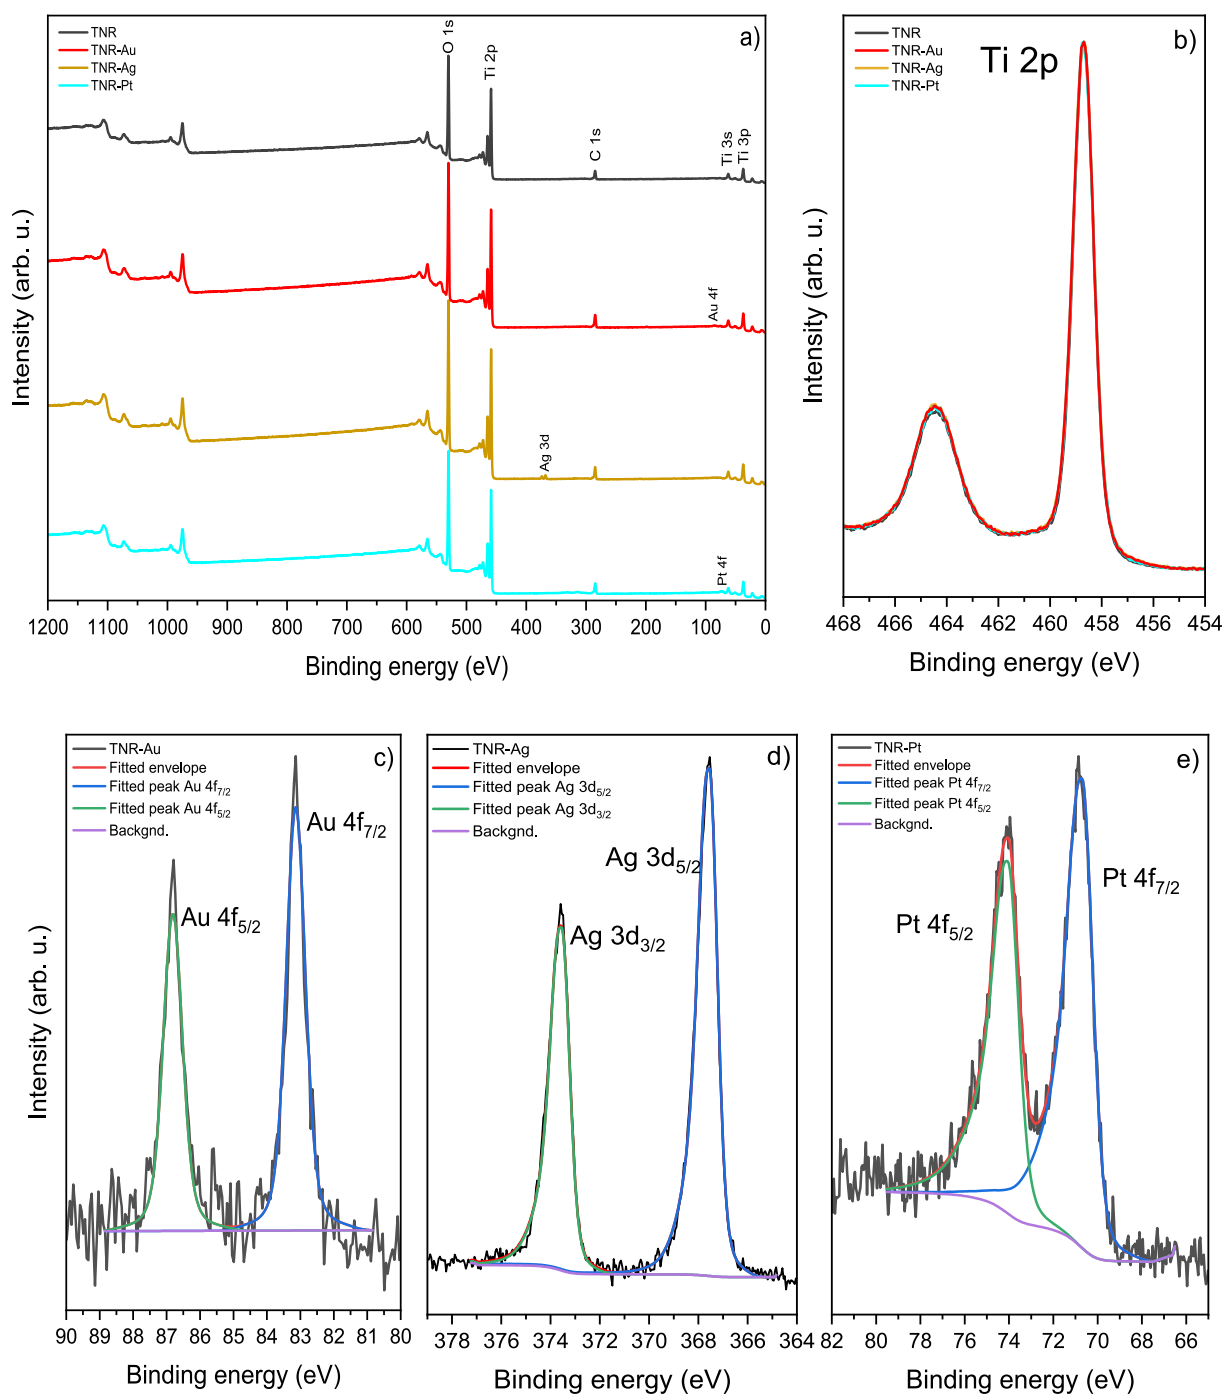 TNR
TNR-Au
TNR-Ag
TNR-Pt
a)
O 1s
Ti 2p
C 1s
Ti 3s
Ti 3p
Au 4f
Ag 3d
Pt 4f
Intensity (arb. u.)
1200 1100 1000 900 800 700 600 500 400 300 200 100 0
Binding energy (eV)
TNR
TNR-Au
TNR-Ag
TNR-Pt
b)
Ti 2p
Intensity (arb. u.)
468 466 464 462 460 458 456 454
Binding energy (eV)
TNR-Au
Fitted envelope
Fitted peak Au 4f7/2
Fitted peak Au 4f5/2
Backgnd.
c)
Au 4f7/2
Au 4f5/2
Intensity (arb. u.)
90 89 88 87 86 85 84 83 82 81 80
Binding energy (eV)
TNR-Ag
Fitted envelope
Fitted peak Ag 3d5/2
Fitted peak Ag 3d3/2
Backgnd.
d)
Ag 3d5/2
Ag 3d3/2
378 376 374 372 370 368 366 364
Binding energy (eV)
TNR-Pt
Fitted envelope
Fitted peak Pt 4f7/2
Fitted peak Pt 4f5/2
Backgnd.
e)
Pt 4f7/2
Pt 4f5/2
82 80 78 76 74 72 70 68 66
Binding energy (eV)